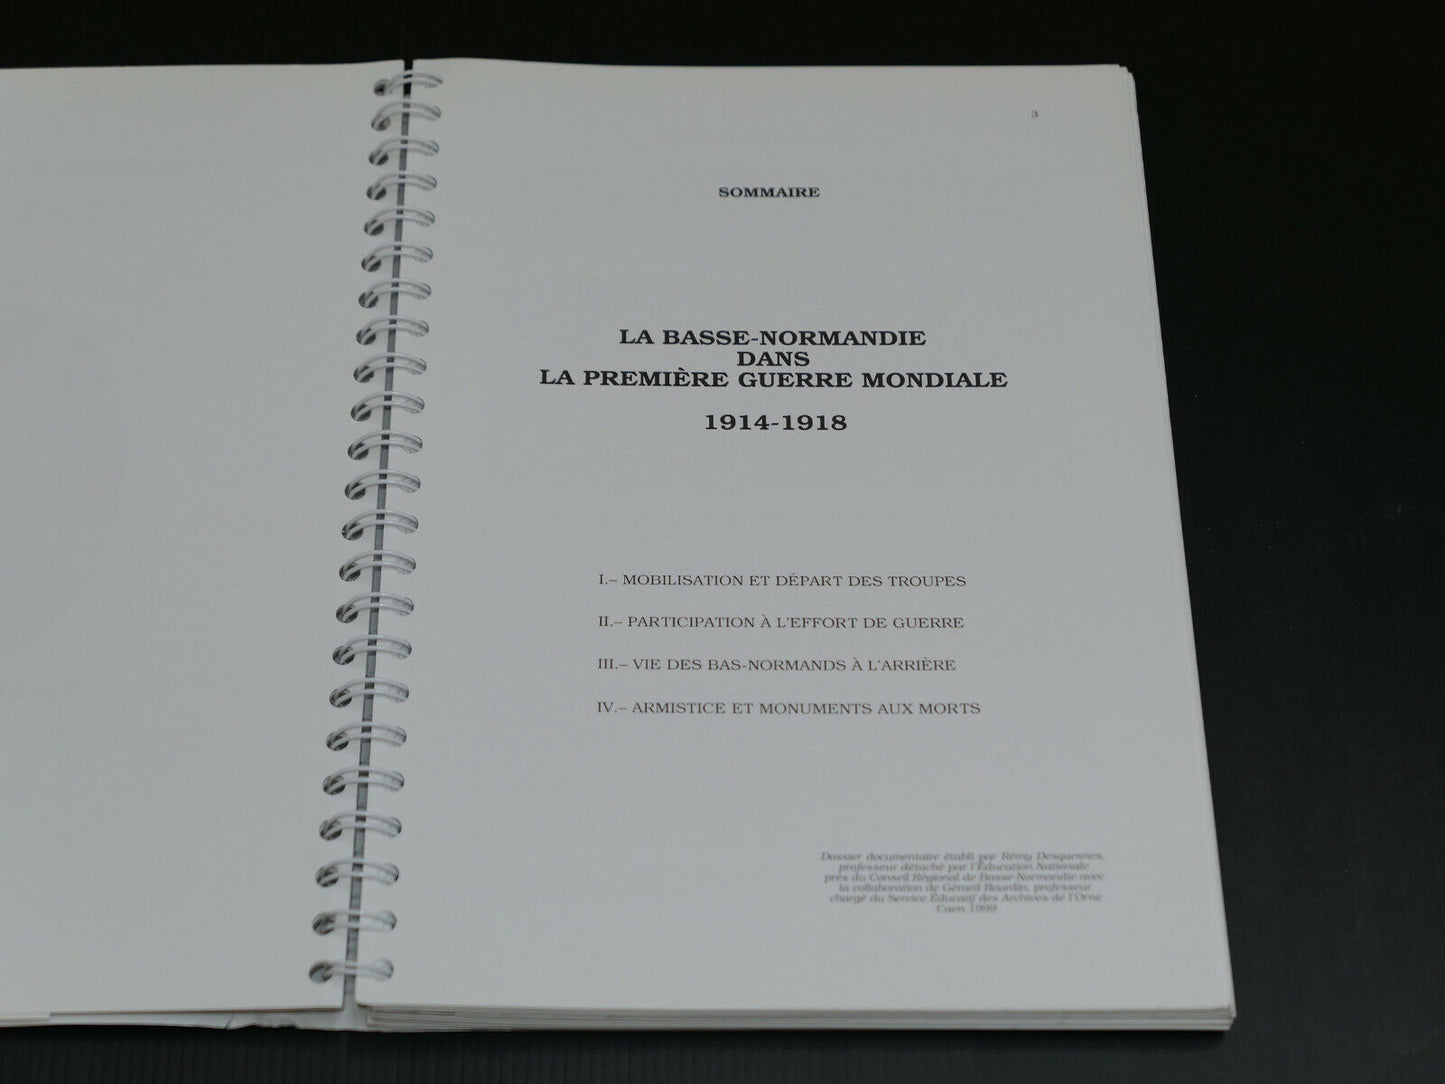 3
SOMMAIRE
LA BASSE-NORMANDIE
DANS
LA PREMIÈRE GUERRE MONDIALE
1914-1918
I.– MOBILISATION ET DÉPART DES TROUPES
II.– PARTICIPATION À L'EFFORT DE GUERRE
III.– VIE DES BAS-NORMANDS À L'ARRIÈRE
IV.– ARMISTICE ET MONUMENTS AUX MORTS
Dossier documentaire établi par Rémy Desquesnes,
professeur détaché par l'Éducation Nationale
près du Conseil Régional de Basse Normandie avec
la collaboration de Gérard Bourdin, professeur
chargé du Service Éducatif des Archives de l'Orne
Caen 1999